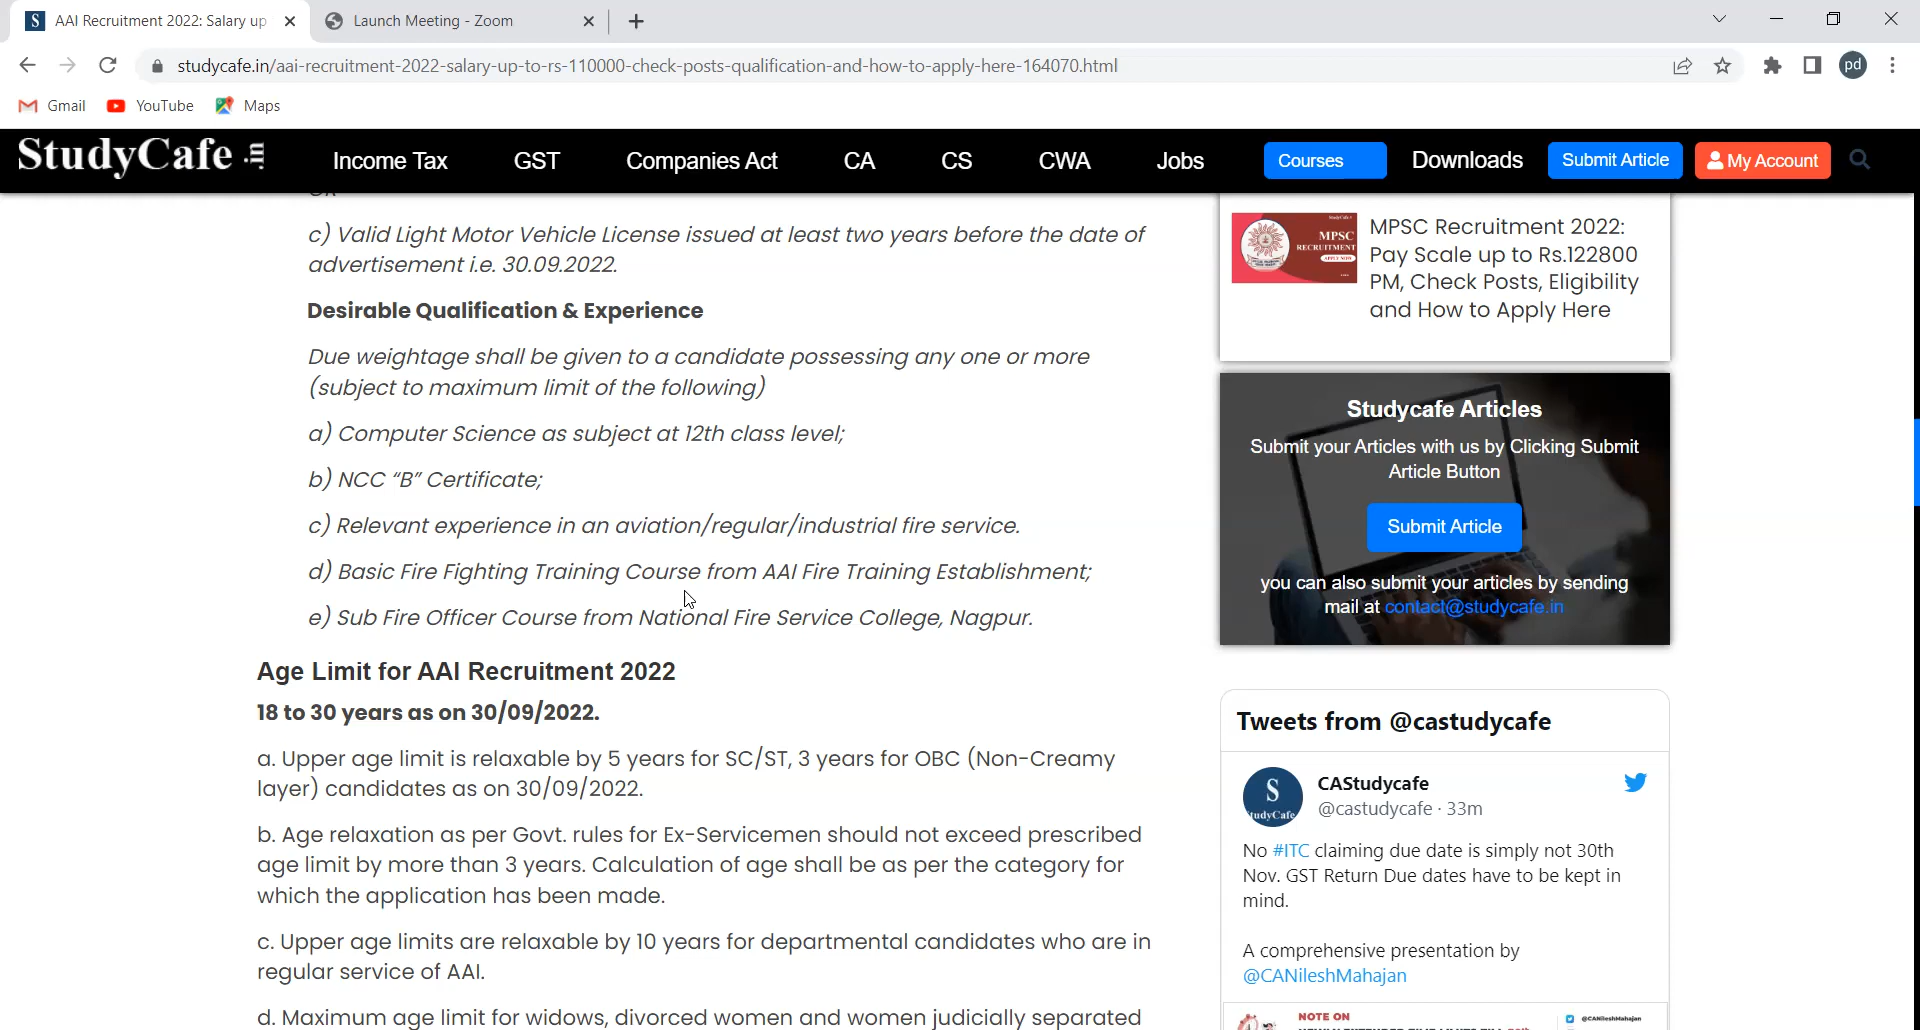 AAI Recruitment 2022: Salary up
Launch Meeting - Zoom
studycafe.in/aai-recruitment-2022-salary-up-to-rs-110000-check-posts-qualification-and-how-to-apply-here-164070.html
pd
Gmail
YouTube
Maps
StudyCafe.in
Income Tax
GST
Companies Act
CA
CS
CWA
Jobs
Courses
Downloads
Submit Article
My Account
c) Valid Light Motor Vehicle License issued at least two years before the date of
advertisement i.e. 30.09.2022.
Desirable Qualification & Experience
Due weightage shall be given to a candidate possessing any one or more
(subject to maximum limit of the following)
a) Computer Science as subject at 12th class level;
b) NCC “B” Certificate;
c) Relevant experience in an aviation/regular/industrial fire service.
d) Basic Fire Fighting Training Course from AAI Fire Training Establishment;
e) Sub Fire Officer Course from National Fire Service College, Nagpur.
Age Limit for AAI Recruitment 2022
18 to 30 years as on 30/09/2022.
a. Upper age limit is relaxable by 5 years for SC/ST, 3 years for OBC (Non-Creamy
layer) candidates as on 30/09/2022.
b. Age relaxation as per Govt. rules for Ex-Servicemen should not exceed prescribed
age limit by more than 3 years. Calculation of age shall be as per the category for
which the application has been made.
c. Upper age limits are relaxable by 10 years for departmental candidates who are in
regular service of AAI.
d. Maximum age limit for widows, divorced women and women judicially separated
MPSC
RECRUITMENT
APPLY NOW
MPSC Recruitment 2022:
Pay Scale up to Rs.122800
PM, Check Posts, Eligibility
and How to Apply Here
Studycafe Articles
Submit your Articles with us by Clicking Submit
Article Button
Submit Article
you can also submit your articles by sending
mail at contact@studycafe.in
Tweets from @castudycafe
S
StudyCafe
CAStudycafe
@castudycafe · 33m
No #ITC claiming due date is simply not 30th
Nov. GST Return Due dates have to be kept in
mind.
A comprehensive presentation by
@CANileshMahajan
NOTE ON
@CANileshMahajan